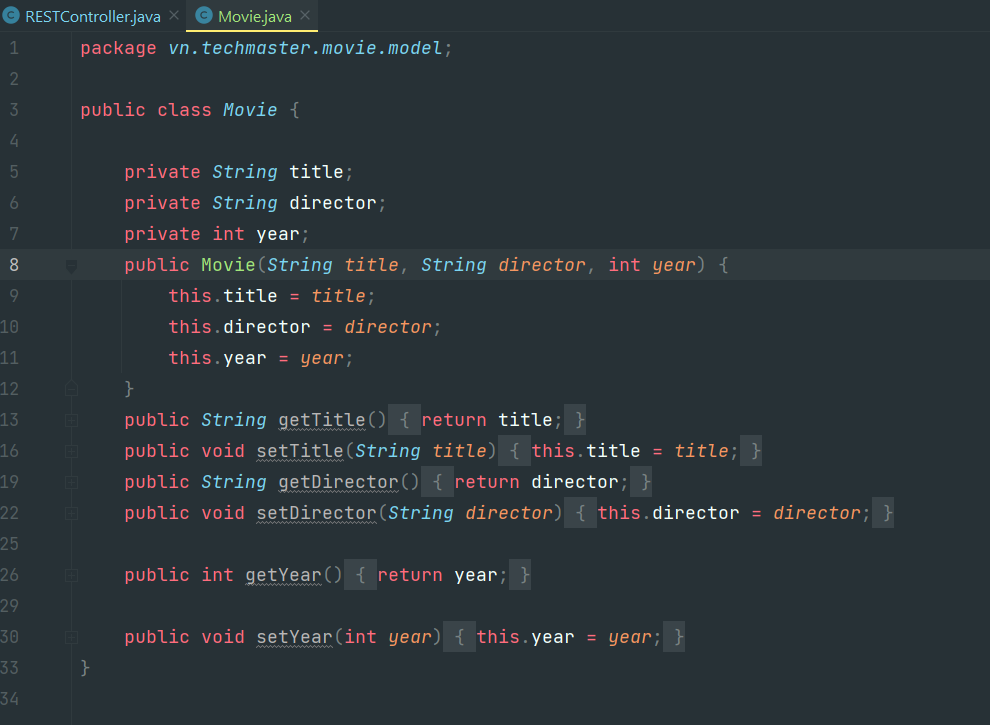 C RESTController.java × C Movie.java ×
1 package vn.techmaster.movie.model;
2
3 public class Movie {
4
5 private String title;
6 private String director;
7 private int year;
8 public Movie(String title, String director, int year) {
9 this.title = title;
10 this.director = director;
11 this.year = year;
12 }
13 public String getTitle() { return title; }
16 public void setTitle(String title) { this.title = title; }
19 public String getDirector() { return director; }
22 public void setDirector(String director) { this.director = director; }
25
26 public int getYear() { return year; }
29
30 public void setYear(int year) { this.year = year; }
33 }
34